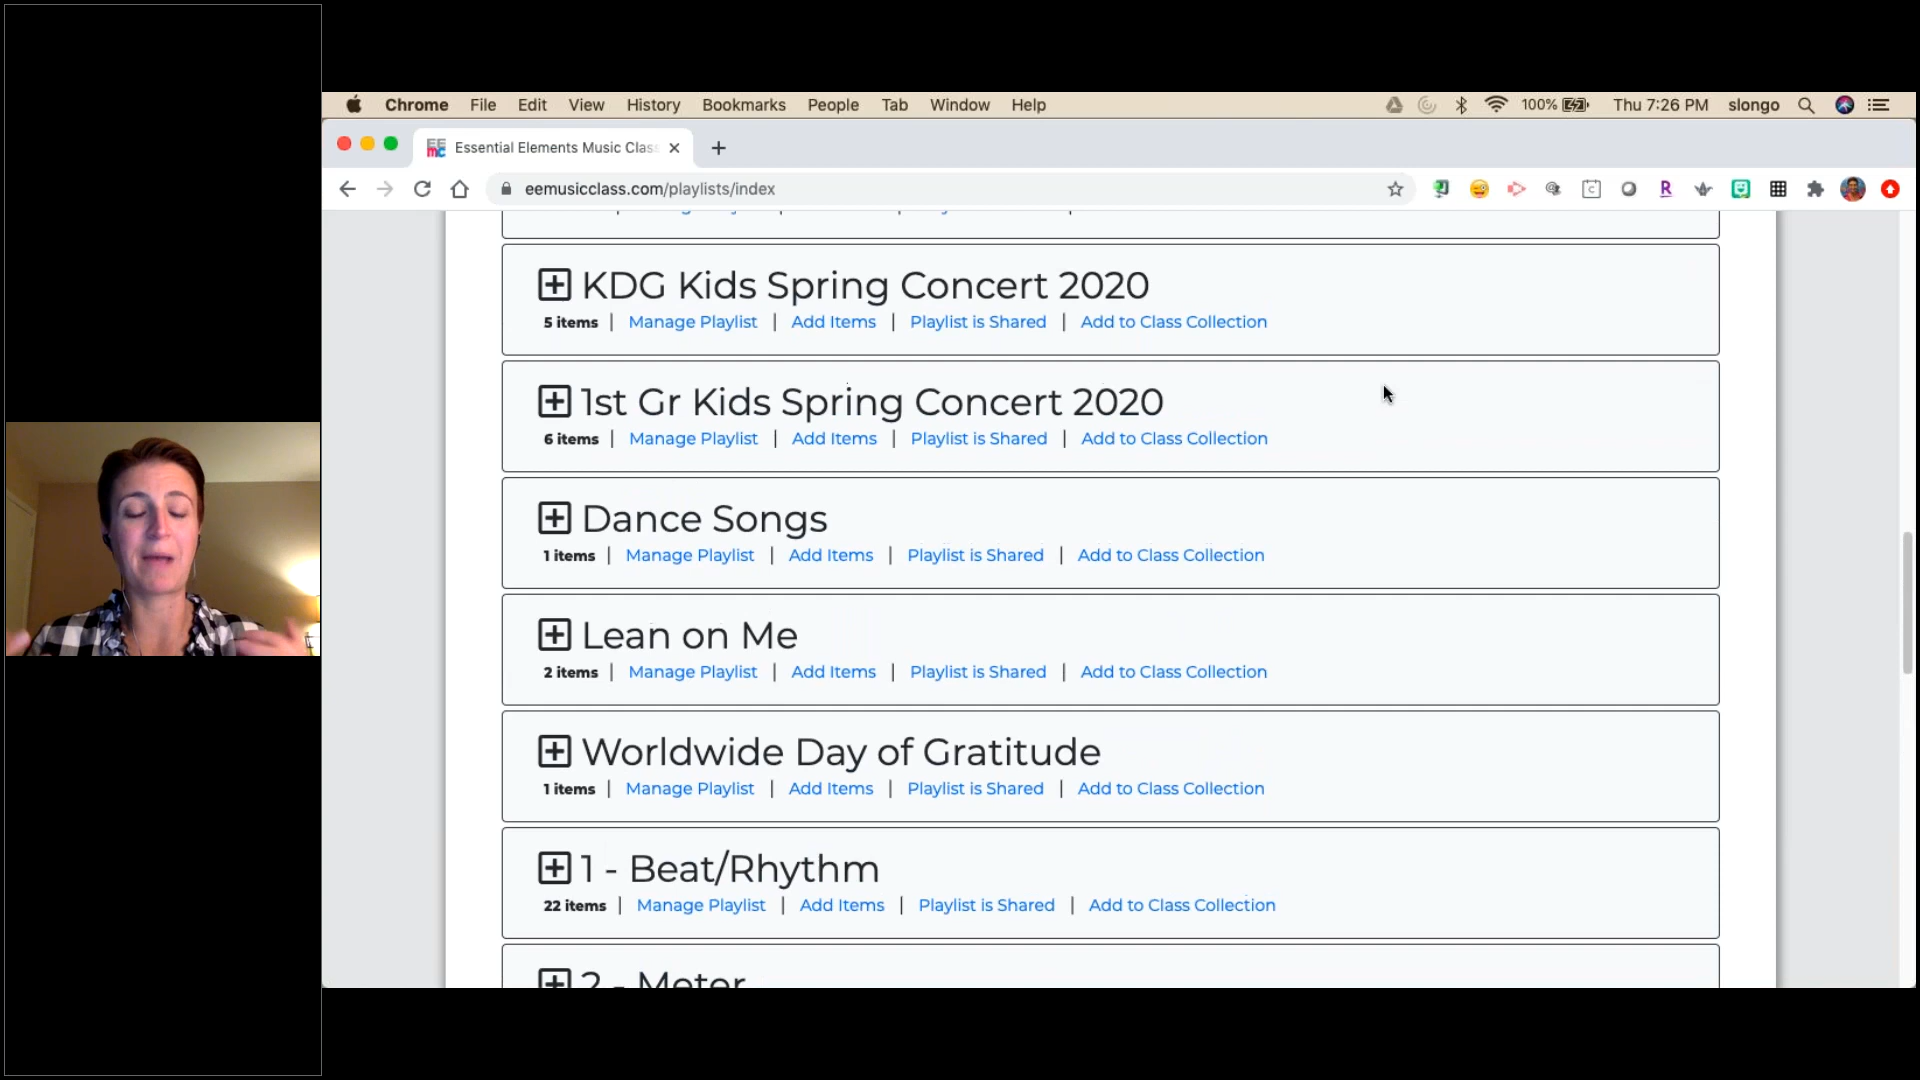 Chrome File Edit View History Bookmarks People Tab Window Help 100% Thu 7:26 PM slongo
Essential Elements Music Clas
eemusicclass.com/playlists/index
KDG Kids Spring Concert 2020
5 items | Manage Playlist | Add Items | Playlist is Shared | Add to Class Collection
1st Gr Kids Spring Concert 2020
6 items | Manage Playlist | Add Items | Playlist is Shared | Add to Class Collection
Dance Songs
1 items | Manage Playlist | Add Items | Playlist is Shared | Add to Class Collection
Lean on Me
2 items | Manage Playlist | Add Items | Playlist is Shared | Add to Class Collection
Worldwide Day of Gratitude
1 items | Manage Playlist | Add Items | Playlist is Shared | Add to Class Collection
1 - Beat/Rhythm
22 items | Manage Playlist | Add Items | Playlist is Shared | Add to Class Collection
2 - Meter